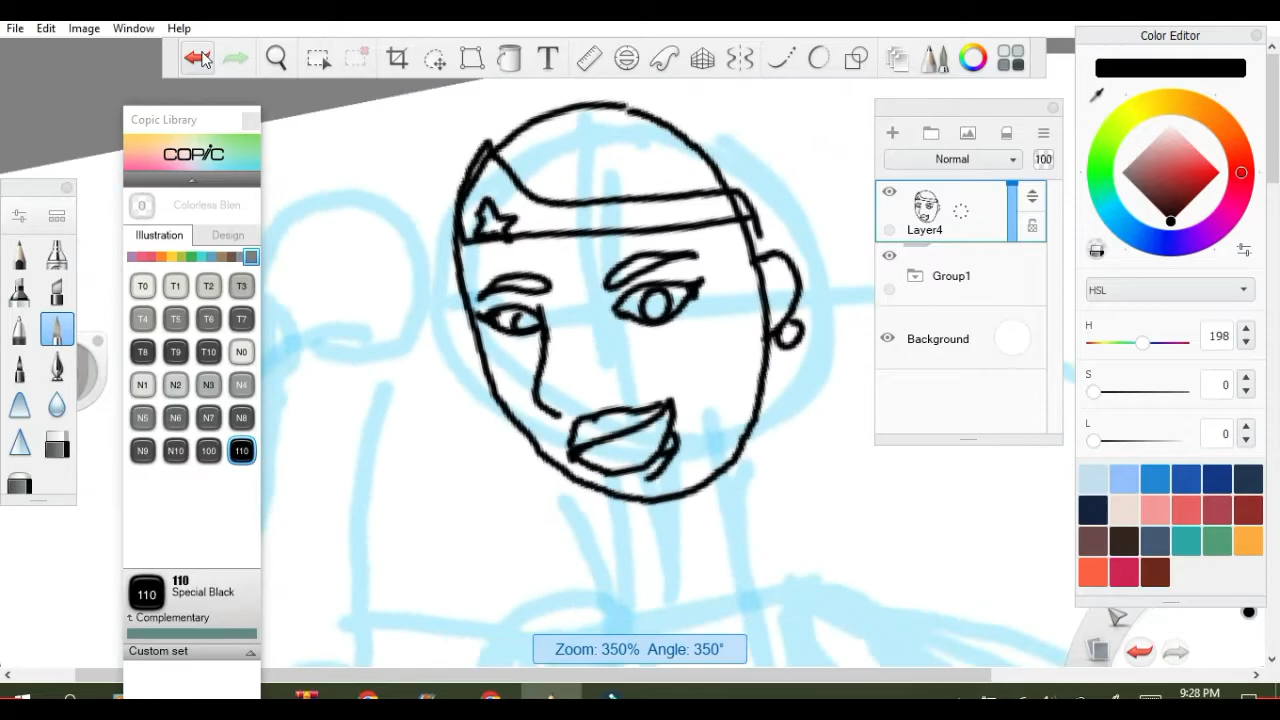 File Edit Image Window Help
Color Editor
Copic Library
COPIC
0 Colorless Blen
Illustration Design
T0 T1 T2 T3
T4 T5 T6 T7
T8 T9 T10 N0
N1 N2 N3 N4
N5 N6 N7 N8
N9 N10 100 110
110
110 Special Black
Complementary
Custom set
T
Normal 100
Layer4
Group1
Background
HSL
H 198
S 0
L 0
Zoom: 350% Angle: 350°
9:28 PM